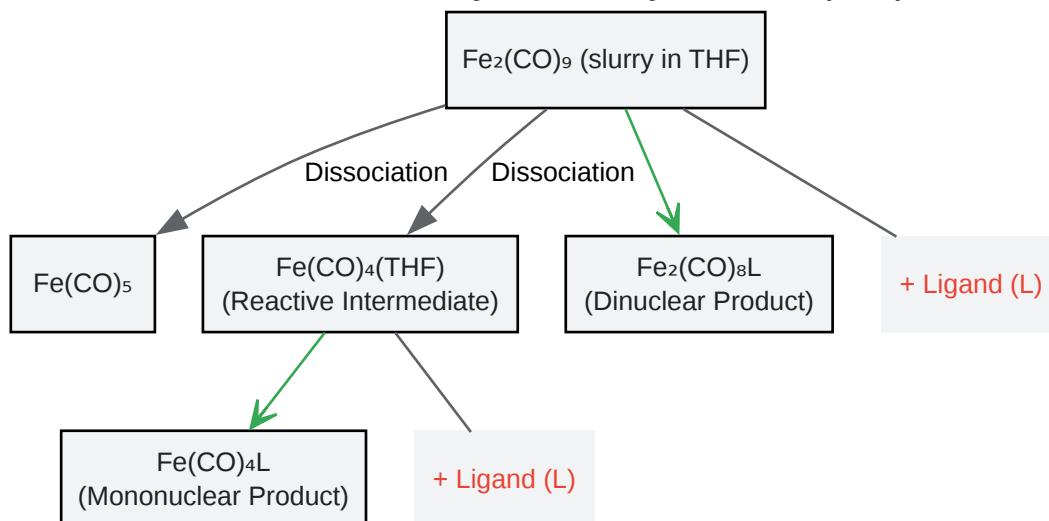 Fe₂(CO)₉ (slurry in THF)
Dissociation
Dissociation
Fe(CO)₅
Fe(CO)₄(THF)
(Reactive Intermediate)
Fe₂(CO)₈L
(Dinuclear Product)
+ Ligand (L)
Fe(CO)₄L
(Mononuclear Product)
+ Ligand (L)